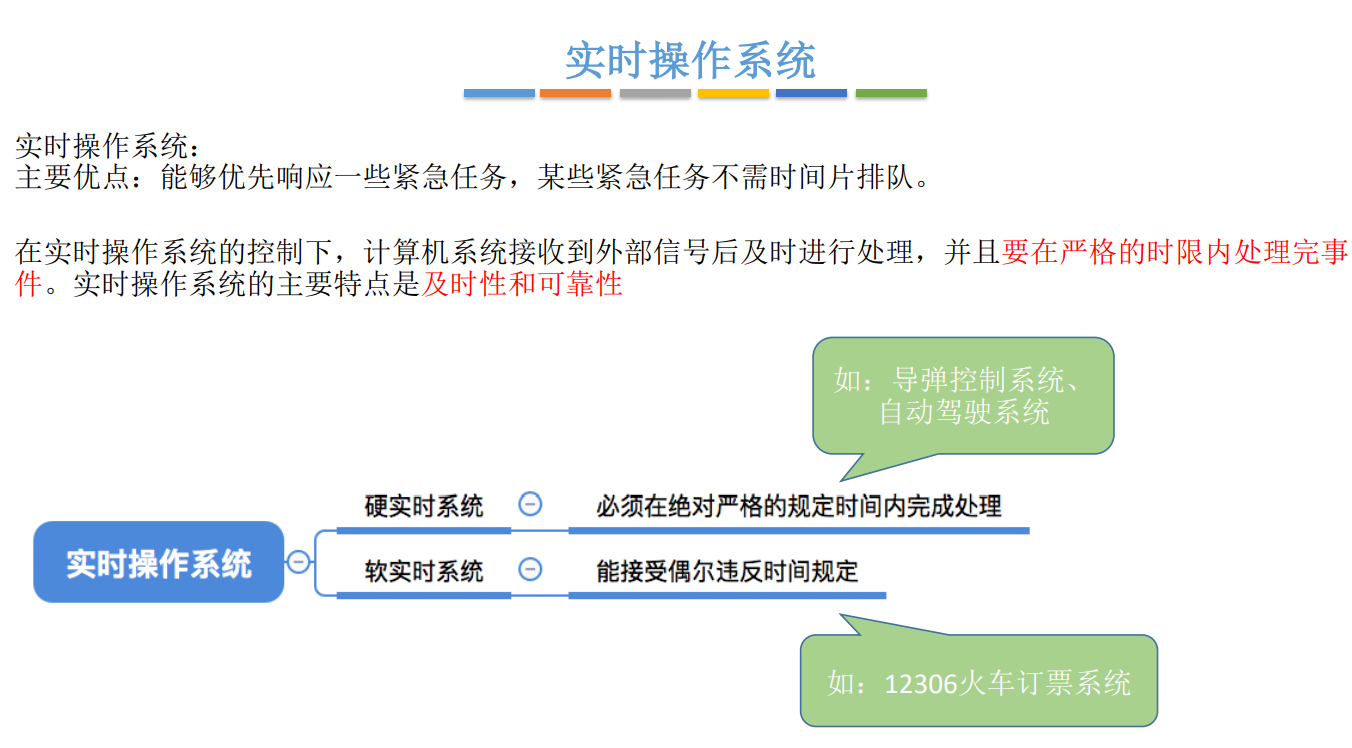 实时操作系统
实时操作系统：
主要优点：能够优先响应一些紧急任务，某些紧急任务不需时间片排队。
在实时操作系统的控制下，计算机系统接收到外部信号后及时进行处理，并且要在严格的时限内处理完事
件。实时操作系统的主要特点是及时性和可靠性
如：导弹控制系统、
自动驾驶系统
硬实时系统
必须在绝对严格的规定时间内完成处理
实时操作系统
软实时系统
能接受偶尔违反时间规定
如：12306火车订票系统